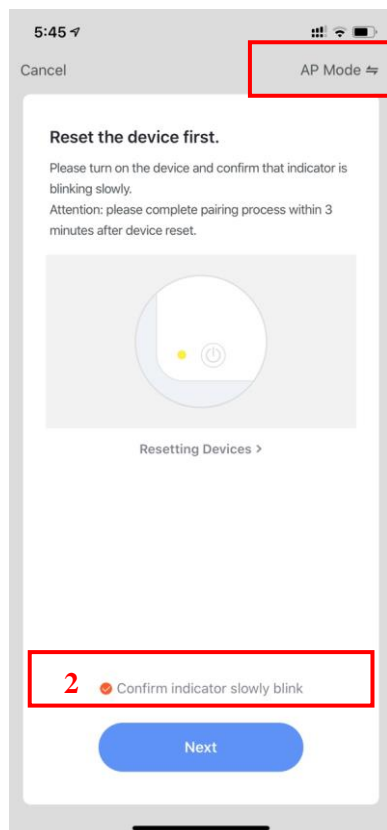 5:45
Cancel
AP Mode
Reset the device first.
Please turn on the device and confirm that indicator is
blinking slowly.
Attention: please complete pairing process within 3
minutes after device reset.
Resetting Devices >
2 Confirm indicator slowly blink
Next